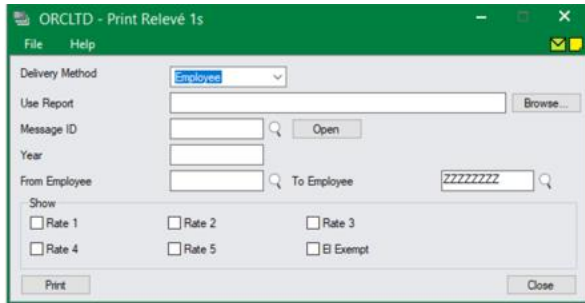 ORCLTD - Print Relevé 1s
File Help
Delivery Method Employee
Use Report Browse...
Message ID Open
Year
From Employee To Employee ZZZZZZZZ
Show
Rate 1 Rate 2 Rate 3
Rate 4 Rate 5 EI Exempt
Print Close